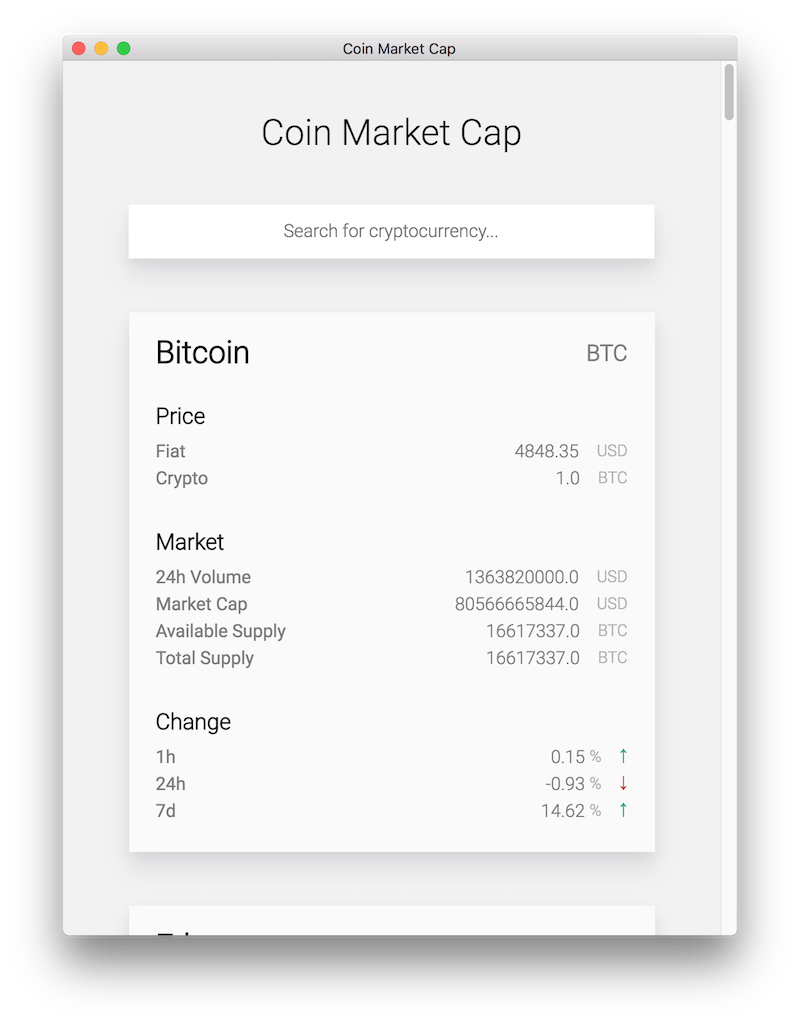 Coin Market Cap
Coin Market Cap
Search for cryptocurrency...
Bitcoin BTC
Price
Fiat 4848.35 USD
Crypto 1.0 BTC
Market
24h Volume 1363820000.0 USD
Market Cap 80566665844.0 USD
Available Supply 16617337.0 BTC
Total Supply 16617337.0 BTC
Change
1h 0.15 % ↑
24h -0.93 % ↓
7d 14.62 % ↑